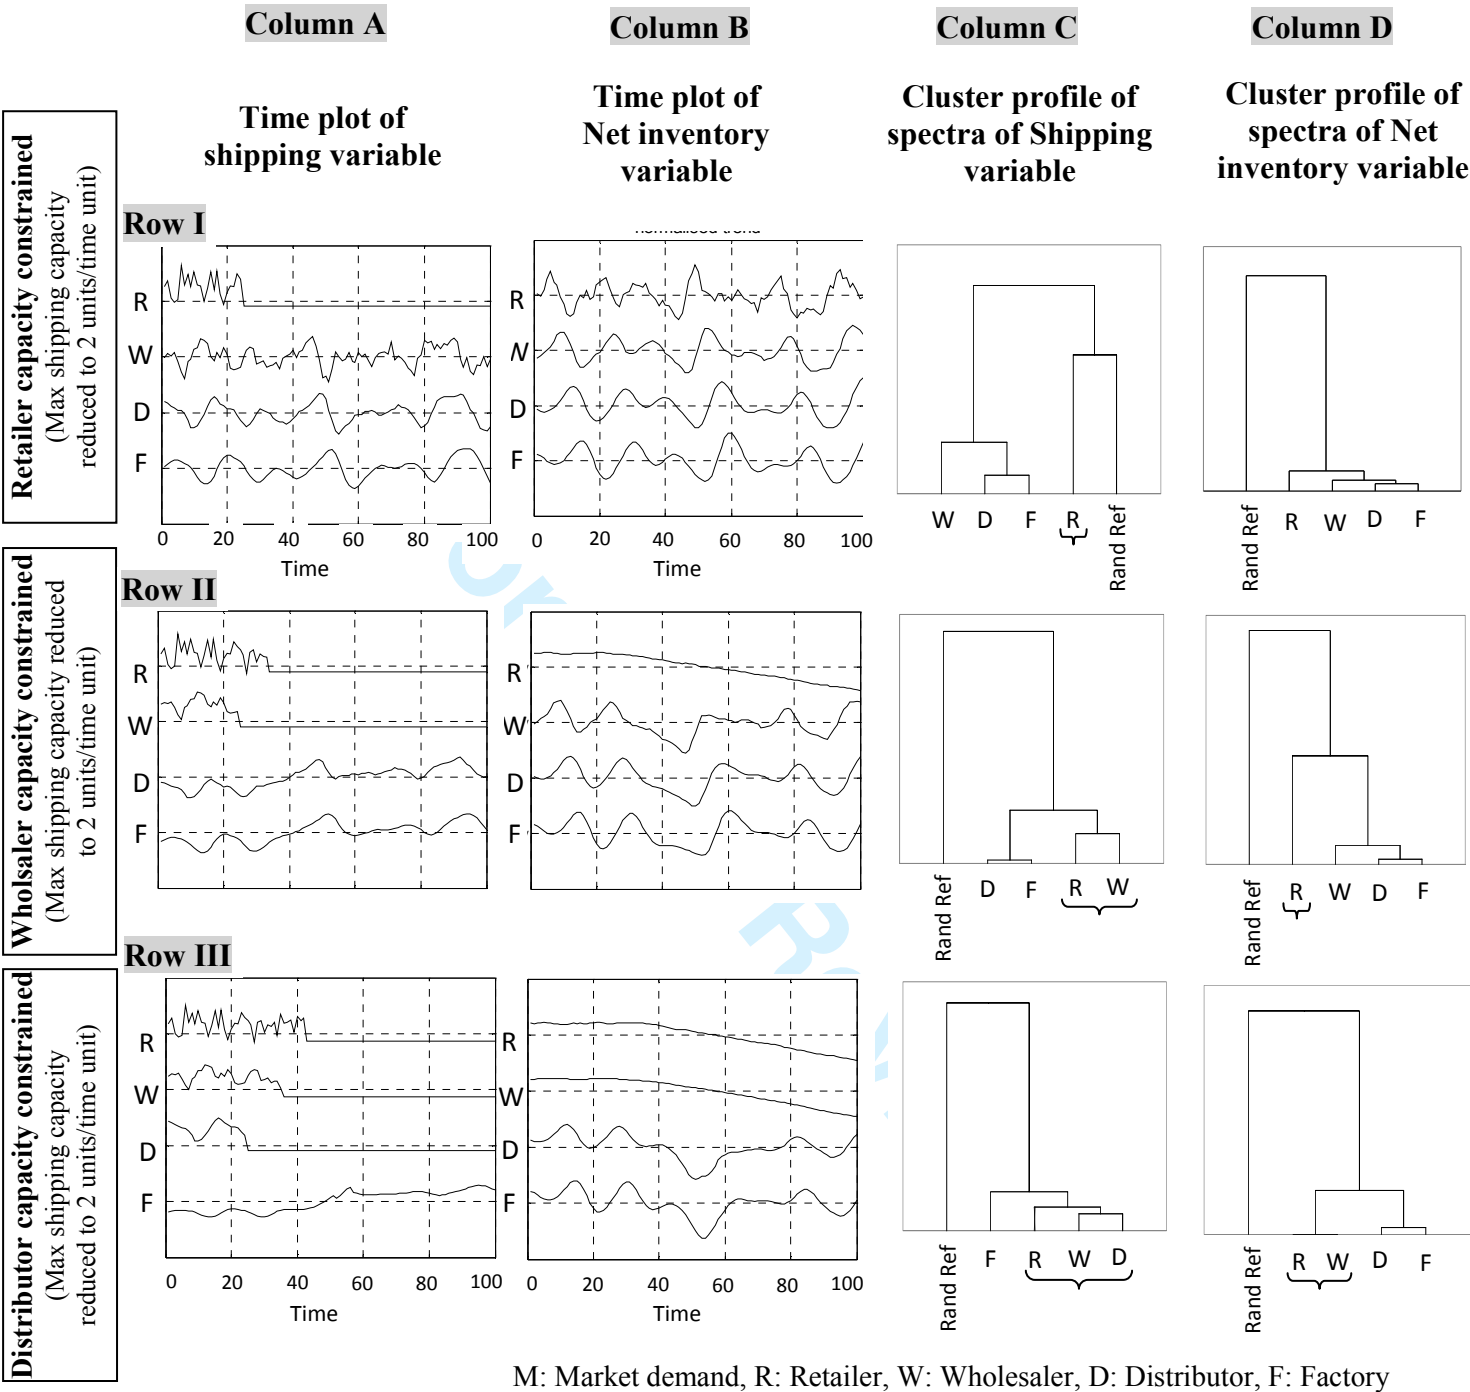 Column A
Column B
Column C
Column D
Time plot of
shipping variable
Time plot of
Net inventory
variable
Cluster profile of
spectra of Shipping
variable
Cluster profile of
spectra of Net
inventory variable
Retailer capacity constrained
(Max shipping capacity
reduced to 2 units/time unit)
Row I
R
W
D
F
0 20 40 60 80 100
Time
R
W
D
F
0 20 40 60 80 100
Time
W D F R Rand Ref
Rand Ref R W D F
Wholsaler capacity constrained
(Max shipping capacity reduced
to 2 units/time unit)
Row II
R
W
D
F
R
W
D
F
Rand Ref D F R W
Rand Ref R W D F
Distributor capacity constrained
(Max shipping capacity
reduced to 2 units/time unit)
Row III
R
W
D
F
0 20 40 60 80 100
Time
R
W
D
F
0 20 40 60 80 100
Time
Rand Ref F R W D
Rand Ref R W D F
M: Market demand, R: Retailer, W: Wholesaler, D: Distributor, F: Factory